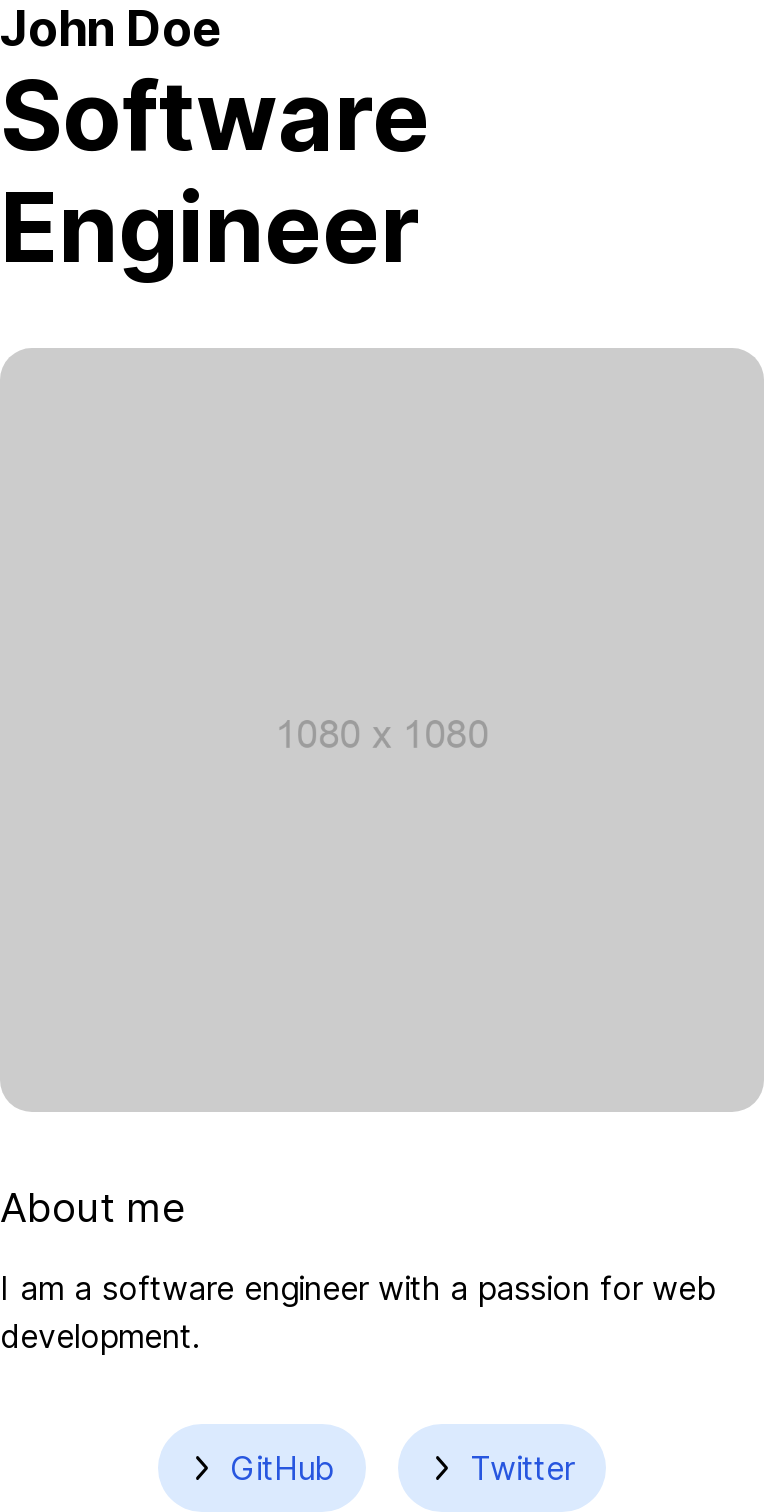 John Doe
Software
Engineer
1080 x 1080
About me
I am a software engineer with a passion for web
development.
GitHub
Twitter